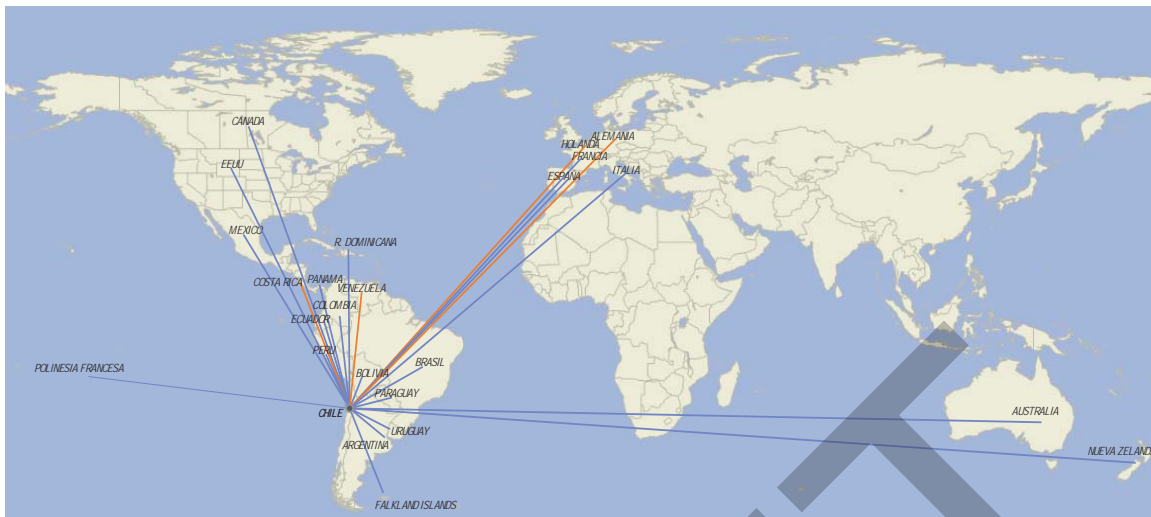 CANADA
ALEMANIA
HOLANDA
FRANCIA
EEUU
ITALIA
ESPAÑA
MEXICO
R. DOMINICANA
COSTA RICA
PANAMA
VENEZUELA
COLOMBIA
ECUADOR
PERU
BRASIL
POLINESIA FRANCESA
BOLIVIA
PARAGUAY
CHILE
AUSTRALIA
URUGUAY
ARGENTINA
NUEVA ZELAND
FALKLAND ISLANDS